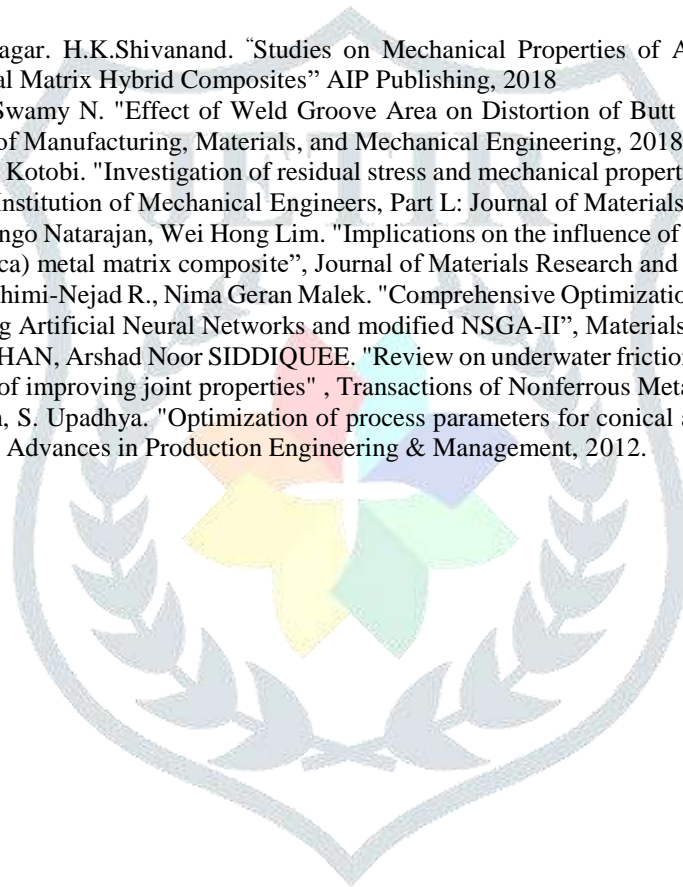 agar. H.K.Shivanand. “Studies on Mechanical Properties of A
al Matrix Hybrid Composites” AIP Publishing, 2018
Swamy N. "Effect of Weld Groove Area on Distortion of Butt
of Manufacturing, Materials, and Mechanical Engineering, 2018
Kotobi. "Investigation of residual stress and mechanical propert
Institution of Mechanical Engineers, Part L: Journal of Materials
ngo Natarajan, Wei Hong Lim. "Implications on the influence of
ca) metal matrix composite”, Journal of Materials Research and
himi-Nejad R., Nima Geran Malek. "Comprehensive Optimizatio
g Artificial Neural Networks and modified NSGA-II”, Materials
HAN, Arshad Noor SIDDIQUEE. "Review on underwater friction
of improving joint properties" , Transactions of Nonferrous Meta
, S. Upadhya. "Optimization of process parameters for conical a
Advances in Production Engineering & Management, 2012.
JETIR